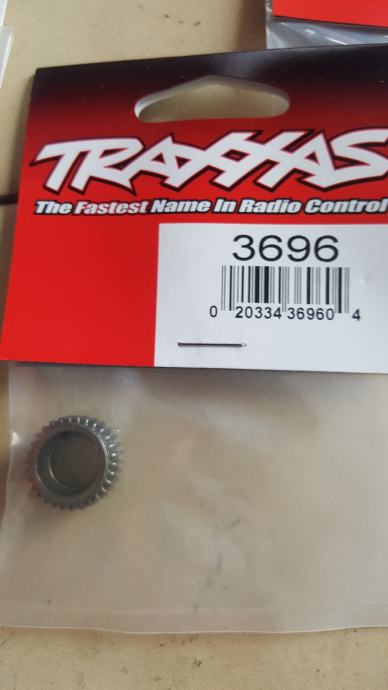 TRAXXAS
The Fastest Name In Radio Control
3696
0 20334 36960 4